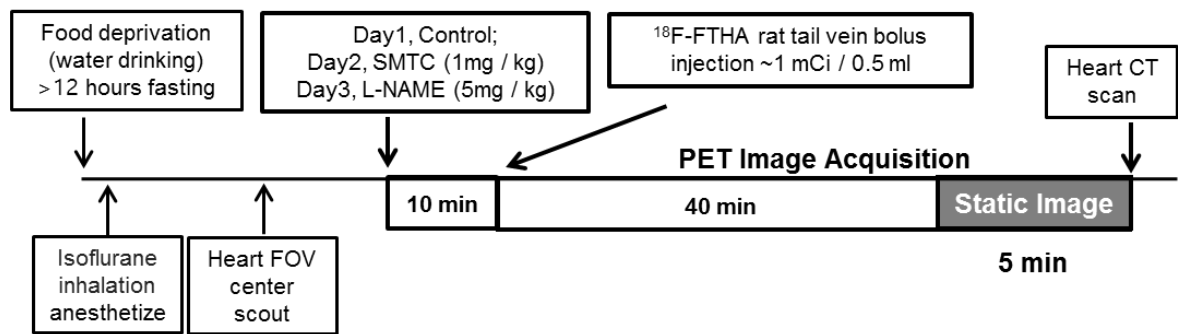 Food deprivation
(water drinking)
>12 hours fasting
Day1, Control;
Day2, SMTC (1mg / kg)
Day3, L-NAME (5mg / kg)
¹⁸F-FTHA rat tail vein bolus
injection ~1 mCi / 0.5 ml
Heart CT
scan
PET Image Acquisition
10 min
40 min
Static Image
5 min
Isoflurane
inhalation
anesthetize
Heart FOV
center
scout